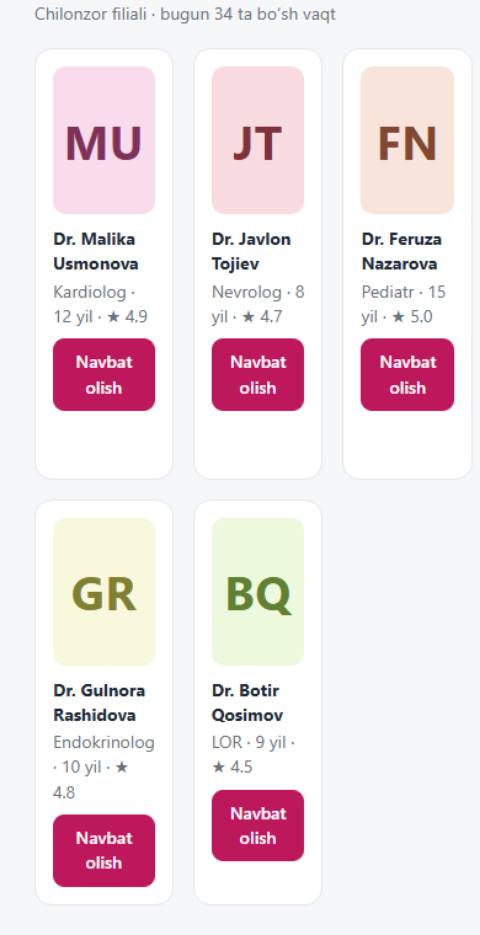 Chilonzor filiali · bugun 34 ta bo‘sh vaqt
MU
Dr. Malika
Usmonova
Kardiolog ·
12 yil · ★ 4.9
Navbat
olish
JT
Dr. Javlon
Tojiev
Nevrolog · 8
yil · ★ 4.7
Navbat
olish
FN
Dr. Feruza
Nazarova
Pediatr · 15
yil · ★ 5.0
Navbat
olish
GR
Dr. Gulnora
Rashidova
Endokrinolog
· 10 yil · ★
4.8
Navbat
olish
BQ
Dr. Botir
Qosimov
LOR · 9 yil ·
★ 4.5
Navbat
olish